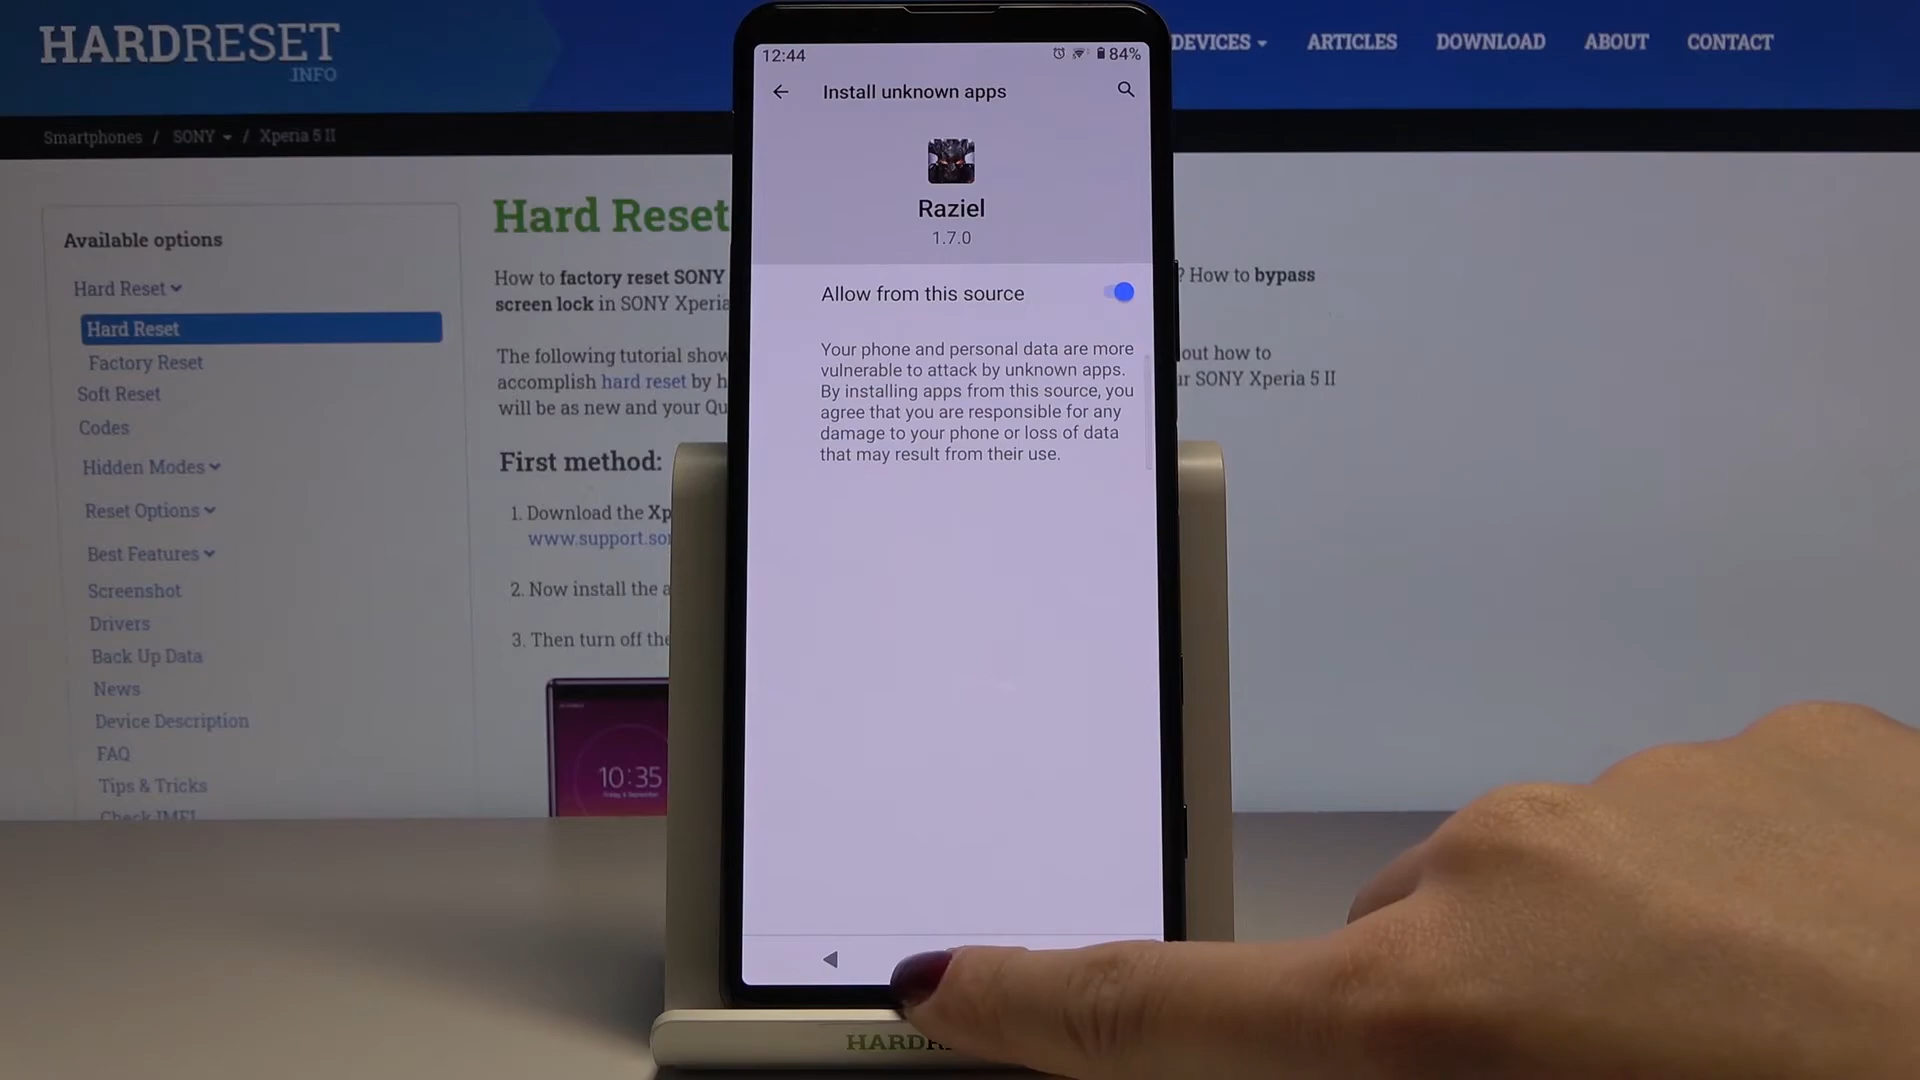 HARDRESET
.INFO
DEVICES
ARTICLES
DOWNLOAD
ABOUT
CONTACT
Smartphones / SONY / Xperia 5 II
Available options
Hard Reset
Hard Reset
Factory Reset
Soft Reset
Codes
Hidden Modes
Reset Options
Best Features
Screenshot
Drivers
Back Up Data
News
Device Description
FAQ
Tips & Tricks
Check IMEI
Hard Reset
How to factory reset SONY
? How to bypass
screen lock in SONY Xperia
The following tutorial show
out how to
accomplish hard reset by h
SONY Xperia 5 II
will be as new and your Qu
First method:
1. Download the Xp
www.support.so
2. Now install the a
3. Then turn off the
10:35
12:44
84%
Install unknown apps
Raziel
1.7.0
Allow from this source
Your phone and personal data are more
vulnerable to attack by unknown apps.
By installing apps from this source, you
agree that you are responsible for any
damage to your phone or loss of data
that may result from their use.
HARDR